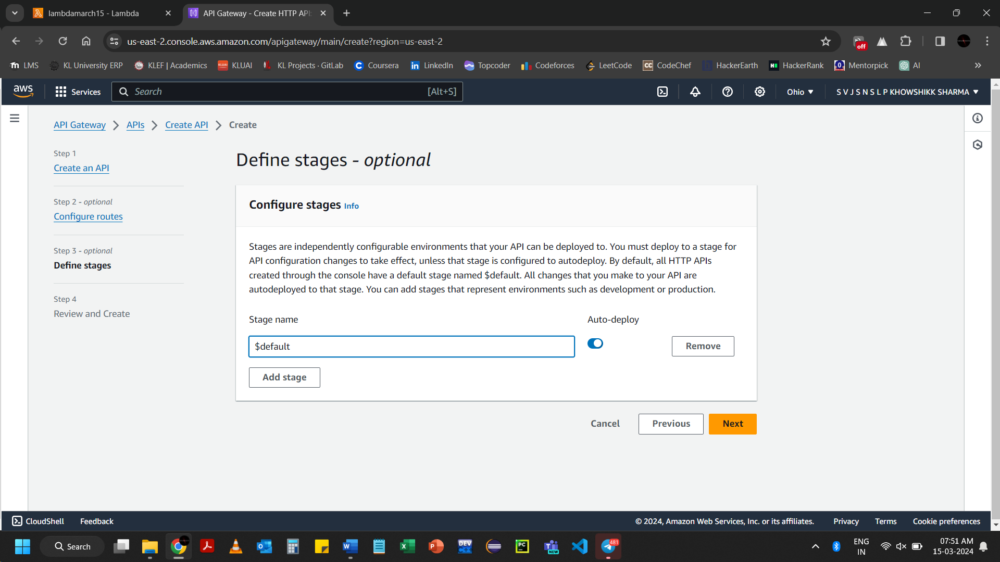 lambdamarch15 - Lambda
API Gateway - Create HTTP API
us-east-2.console.aws.amazon.com/apigateway/main/create?region=us-east-2
off
LMS
KL University ERP
KLEF | Academics
KLUAI
KL Projects · GitLab
Coursera
LinkedIn
Topcoder
Codeforces
LeetCode
CodeChef
HackerEarth
HackerRank
Mentorpick
AI
aws
Services
Search
[Alt+S]
Ohio
S V J S N S L P KHOWSHIKK SHARMA
API Gateway
APIs
Create API
Create
Step 1
Create an API
Step 2 - optional
Configure routes
Step 3 - optional
Define stages
Step 4
Review and Create
Define stages - optional
Configure stages Info
Stages are independently configurable environments that your API can be deployed to. You must deploy to a stage for
API configuration changes to take effect, unless that stage is configured to autodeploy. By default, all HTTP APIs
created through the console have a default stage named $default. All changes that you make to your API are
autodeployed to that stage. You can add stages that represent environments such as development or production.
Stage name
Auto-deploy
$default
Remove
Add stage
Cancel
Previous
Next
CloudShell
Feedback
© 2024, Amazon Web Services, Inc. or its affiliates.
Privacy
Terms
Cookie preferences
Search
DEV
PC
NEW
481
ENG
IN
07:51 AM
15-03-2024